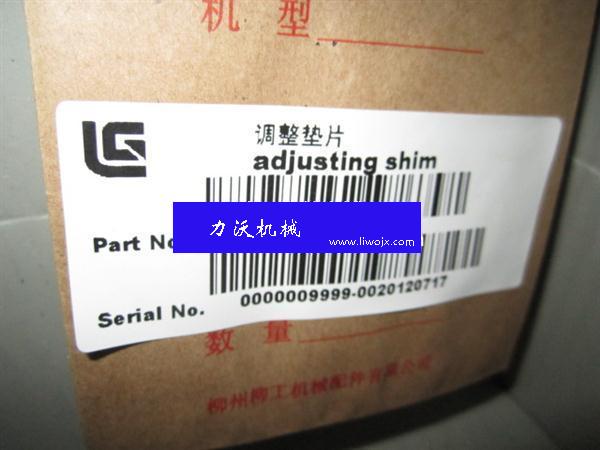 机 型
LG
调整垫片
adjusting shim
Part No.
力沃机械
www.liwojx.com
0000009999-0020120717
Serial No.
数 量
柳州柳工机械配件有限公司